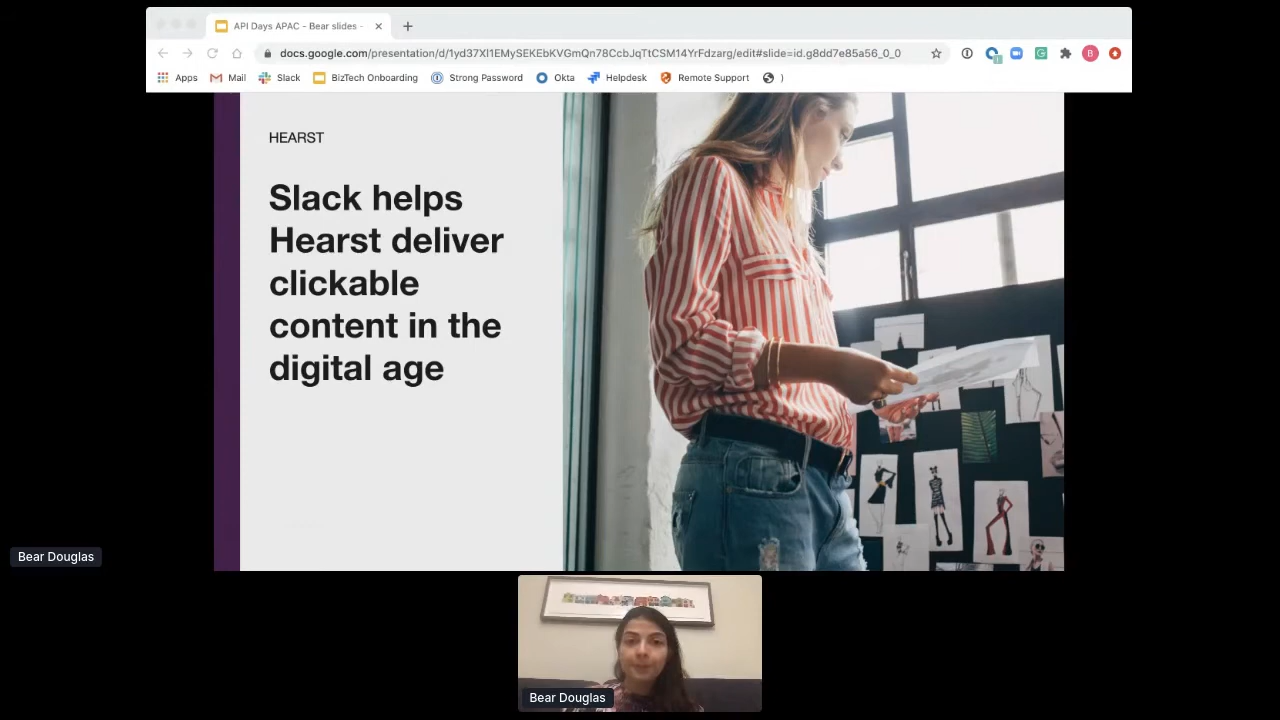 API Days APAC - Bear slides -
docs.google.com/presentation/d/1yd37XI1EMySEKEbKVGmQn78CcbJqTtCSM14YrFdzarg/edit#slide=id.g8dd7e85a56_0_0
B
Apps
Mail
Slack
BizTech Onboarding
Strong Password
Okta
Helpdesk
Remote Support
)
HEARST
Slack helps
Hearst deliver
clickable
content in the
digital age
Bear Douglas
Bear Douglas